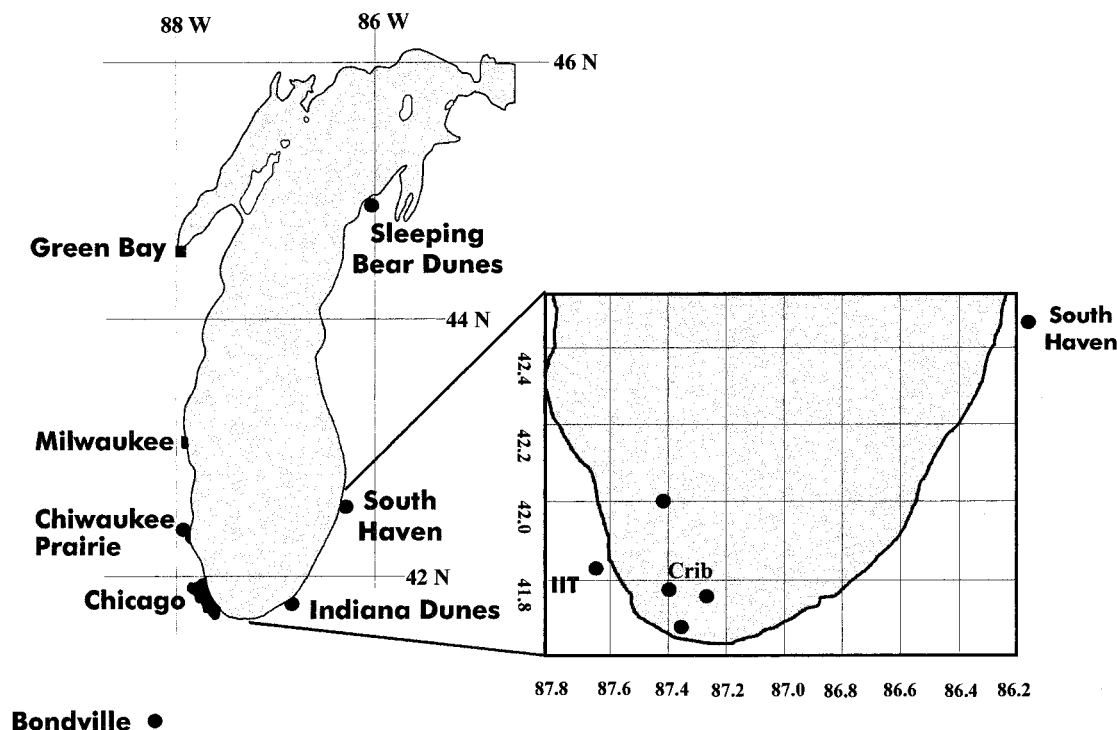 88 W
86 W
46 N
Green Bay
Sleeping
Bear Dunes
44 N
South
Haven
42.4
Milwaukee
42.2
South
Haven
Chiwaukee
Prairie
42.0
42 N
Crib
IIT
Chicago
Indiana Dunes
41.8
87.8 87.6 87.4 87.2 87.0 86.8 86.6 86.4 86.2
Bondville